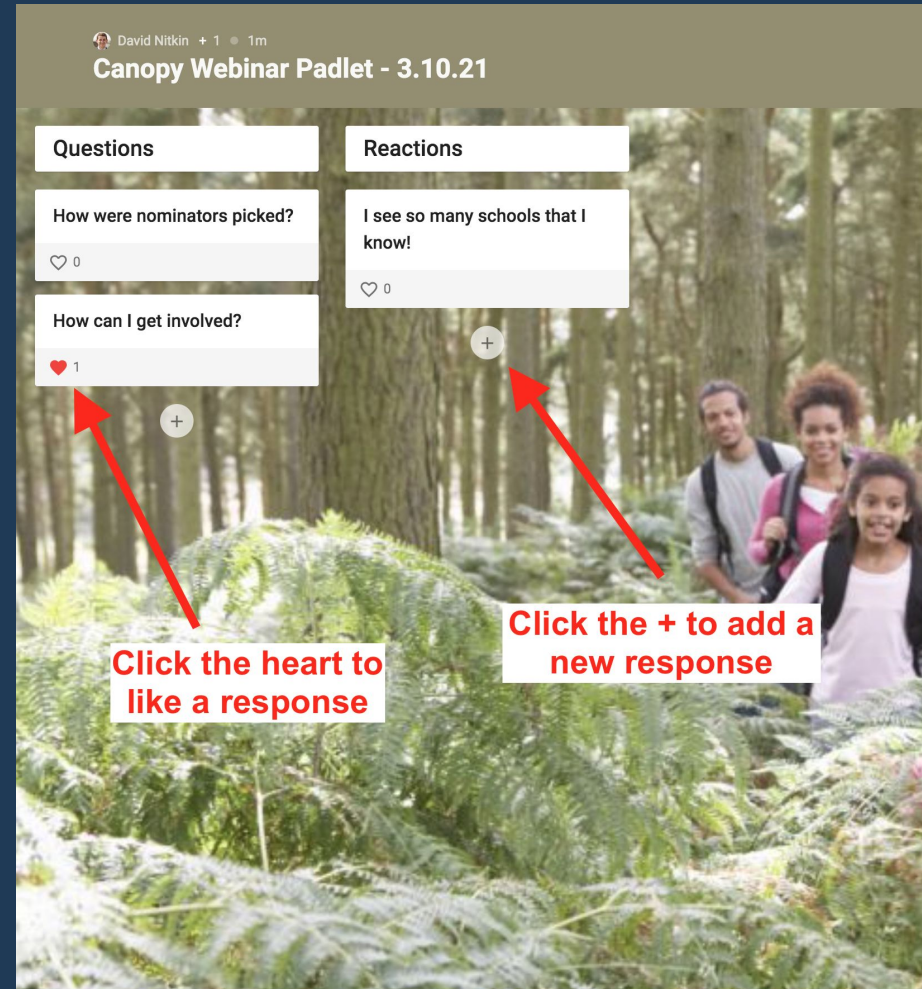 David Nitkin + 1 • 1m
Canopy Webinar Padlet - 3.10.21
Questions
How were nominators picked?
0
How can I get involved?
1
+
Reactions
I see so many schools that I
know!
0
+
Click the heart to
like a response
Click the + to add a
new response